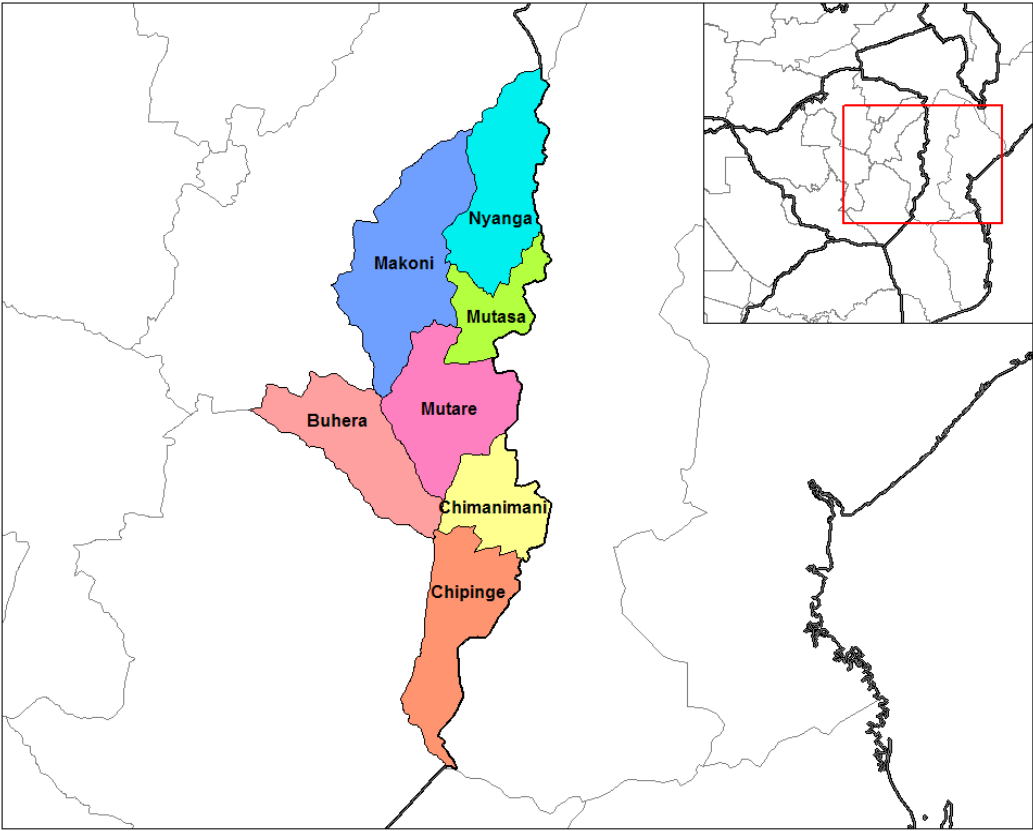 Nyanga
Makoni
Mutasa
Mutare
Buhera
Chimanimani
Chipinge